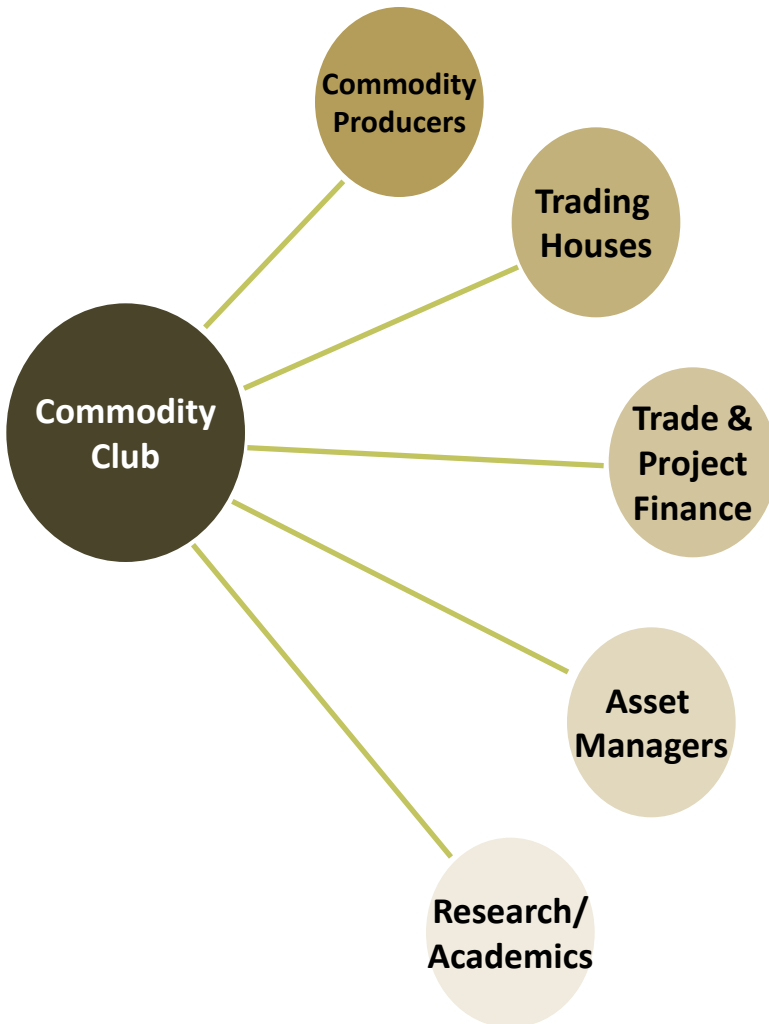 Commodity
Producers
Trading
Houses
Commodity
Club
Trade &
Project
Finance
Asset
Managers
Research/
Academics